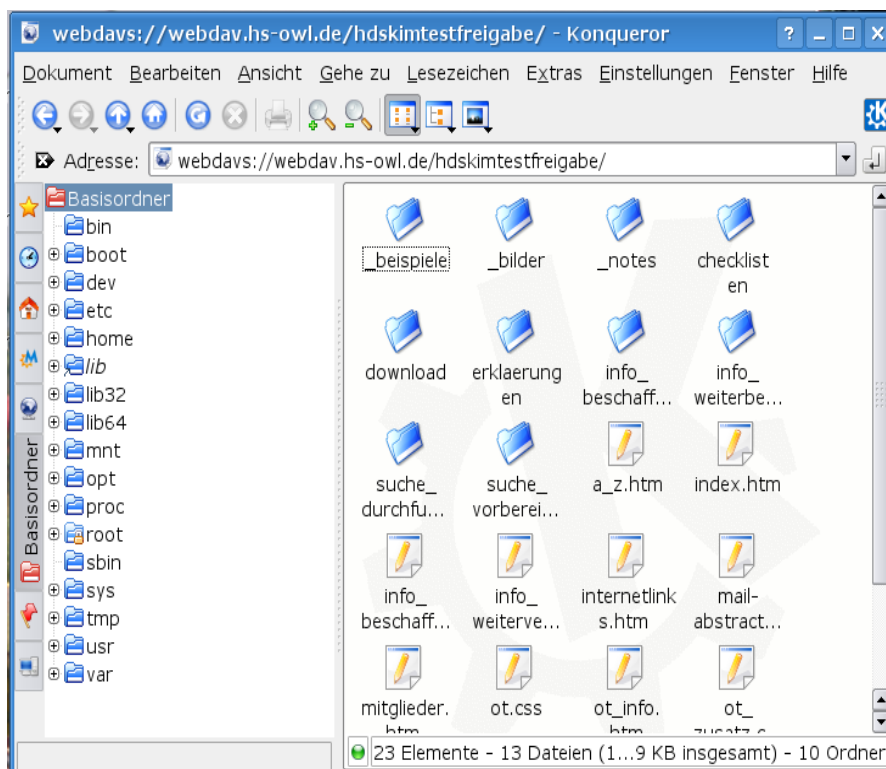 webdavs://webdav.hs-owl.de/hdskimtestfreigabe/ - Konqueror
Dokument Bearbeiten Ansicht Gehe zu Lesezeichen Extras Einstellungen Fenster Hilfe
Adresse: webdavs://webdav.hs-owl.de/hdskimtestfreigabe/
Basisordner
Basisordner
bin
boot
dev
etc
home
lib
lib32
lib64
mnt
opt
proc
root
sbin
sys
tmp
usr
var
_beispiele
_bilder
_notes
checklist
en
download
erklaerung
en
info_
beschaff...
info_
weiterbe...
suche_
durchfu...
suche_
vorberei...
a_z.htm
index.htm
info_
beschaff...
info_
weiterve...
internetlink
s.htm
mail-
abstract...
mitglieder.
htm
ot.css
ot_info.
htm
ot_
zusatz.c
23 Elemente - 13 Dateien (1...9 KB insgesamt) - 10 Ordner